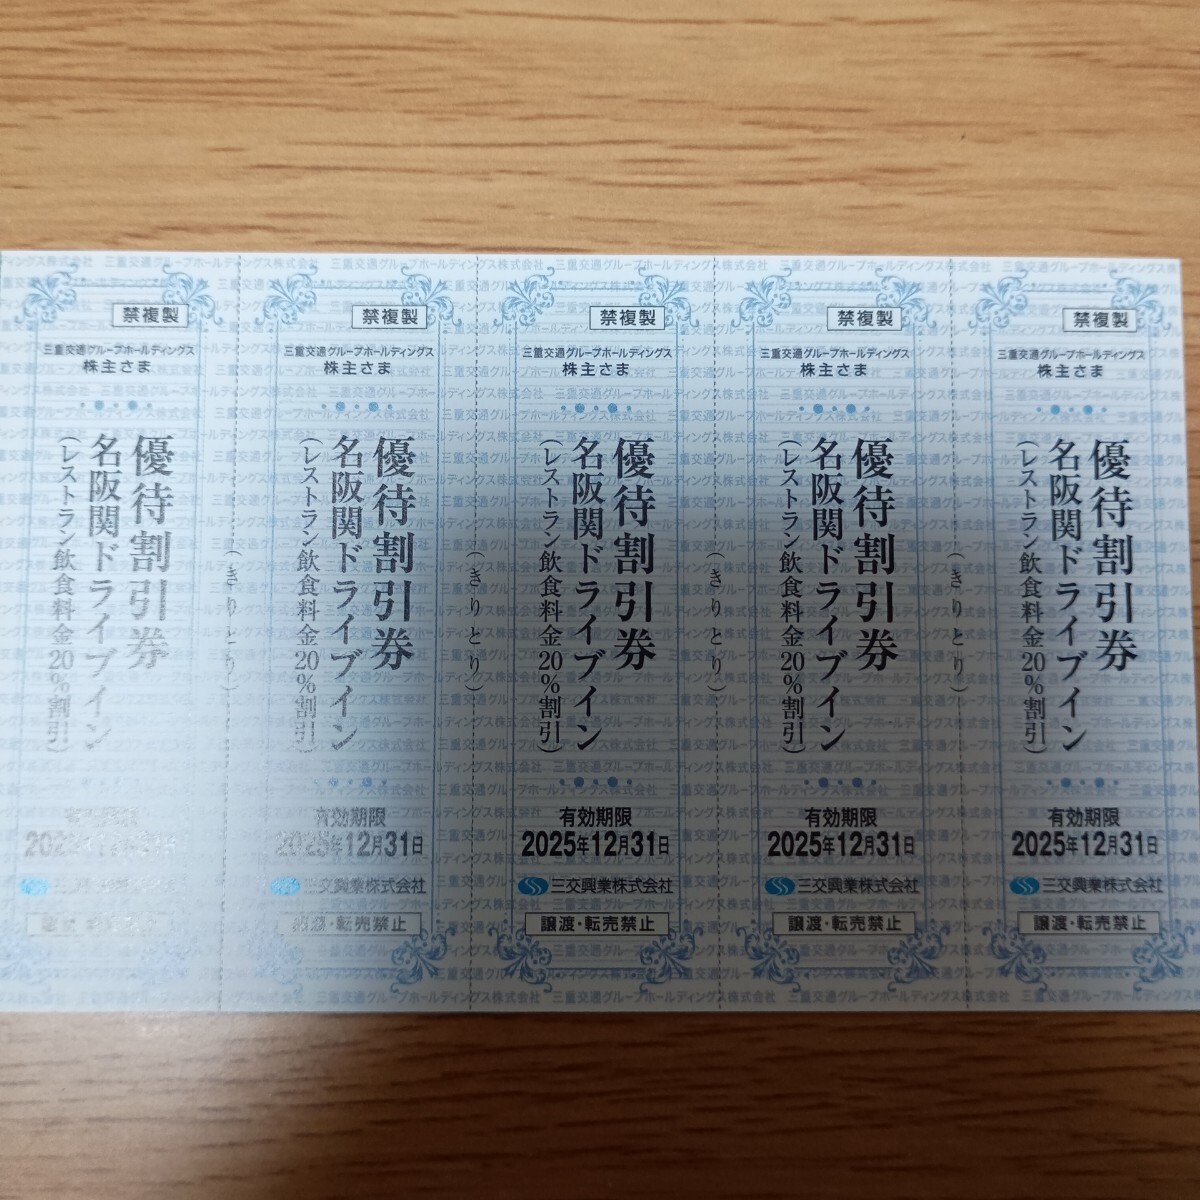 禁複製
三重交通グループホールディングス
株主さま
優待割引券
名阪関ドライブイン
(レストラン飲食料金20%割引)
三交
(きりとり)
禁複製
三重交通グループホールディングス
株主さま
優待割引券
名阪関ドライブイン
(レストラン飲食料金20%割引)
有効期限
2025年12月31日
三交興業株式会社
譲渡・転売禁止
(きりとり)
禁複製
三重交通グループホールディングス
株主さま
優待割引券
名阪関ドライブイン
(レストラン飲食料金20%割引)
有効期限
2025年12月31日
三交興業株式会社
譲渡・転売禁止
(きりとり)
禁複製
三重交通グループホールディングス
株主さま
優待割引券
名阪関ドライブイン
(レストラン飲食料金20%割引)
有効期限
2025年12月31日
三交興業株式会社
譲渡・転売禁止
(きりとり)
禁複製
三重交通グループホールディングス
株主さま
優待割引券
名阪関ドライブイン
(レストラン飲食料金20%割引)
有効期限
2025年12月31日
三交興業株式会社
譲渡・転売禁止